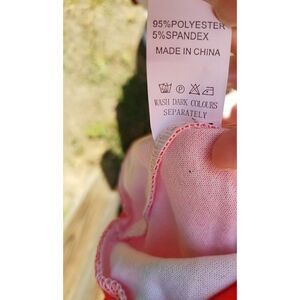 95%POLYESTER
5%SPANDEX
MADE IN CHINA
WASH DARK COLOURS
SEPARATELY